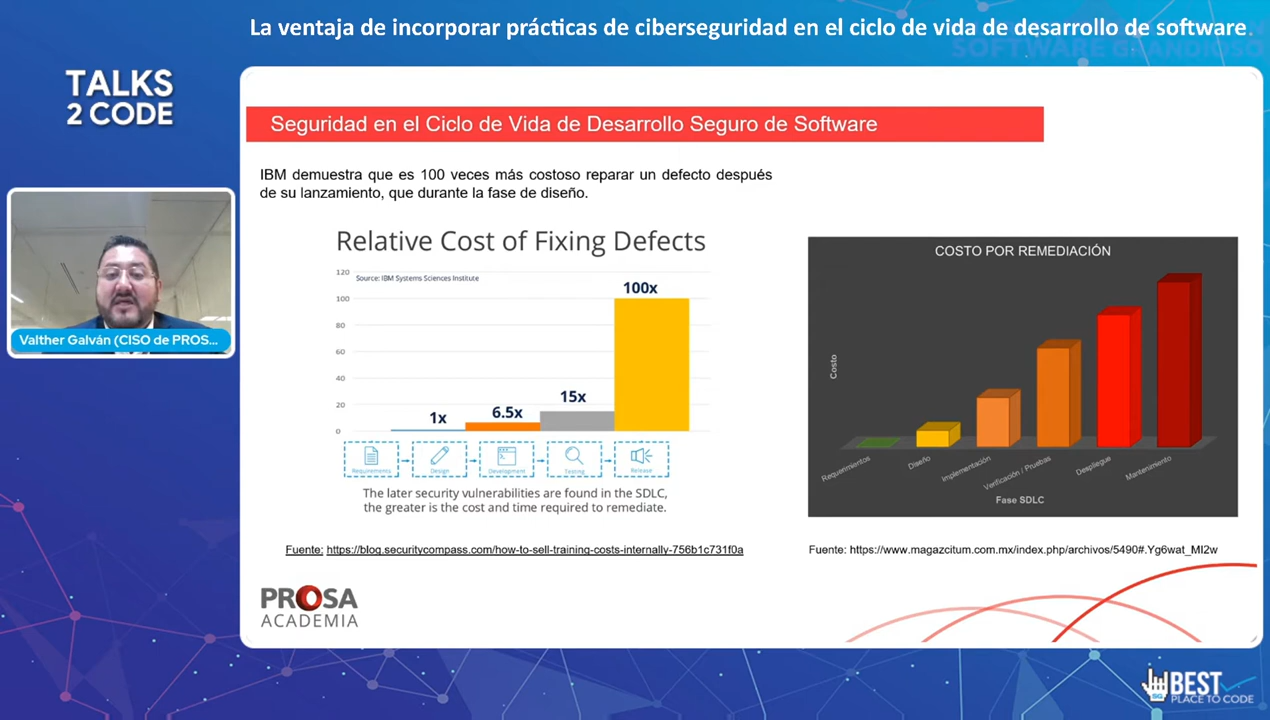 La ventaja de incorporar prácticas de ciberseguridad en el ciclo de vida de desarrollo de software.
TALKS
2 CODE
Valther Galván (CISO de PROS...
Seguridad en el Ciclo de Vida de Desarrollo Seguro de Software
IBM demuestra que es 100 veces más costoso reparar un defecto después
de su lanzamiento, que durante la fase de diseño.
Relative Cost of Fixing Defects
Source: IBM Systems Sciences Institute
120
100
80
60
40
20
0
1x
6.5x
15x
100x
Requirements
Design
Development
Testing
Release
The later security vulnerabilities are found in the SDLC,
the greater is the cost and time required to remediate.
Fuente: https://blog.securitycompass.com/how-to-sell-training-costs-internally-756b1c731f0a
COSTO POR REMEDIACIÓN
Costo
Requerimientos
Diseño
Implementación
Verificación / Pruebas
Despliegue
Mantenimiento
Fase SDLC
Fuente: https://www.magazcitum.com.mx/index.php/archivos/5490#.Yg6wat_MI2w
PROSA
ACADEMIA
SG
BEST
PLACE TO CODE